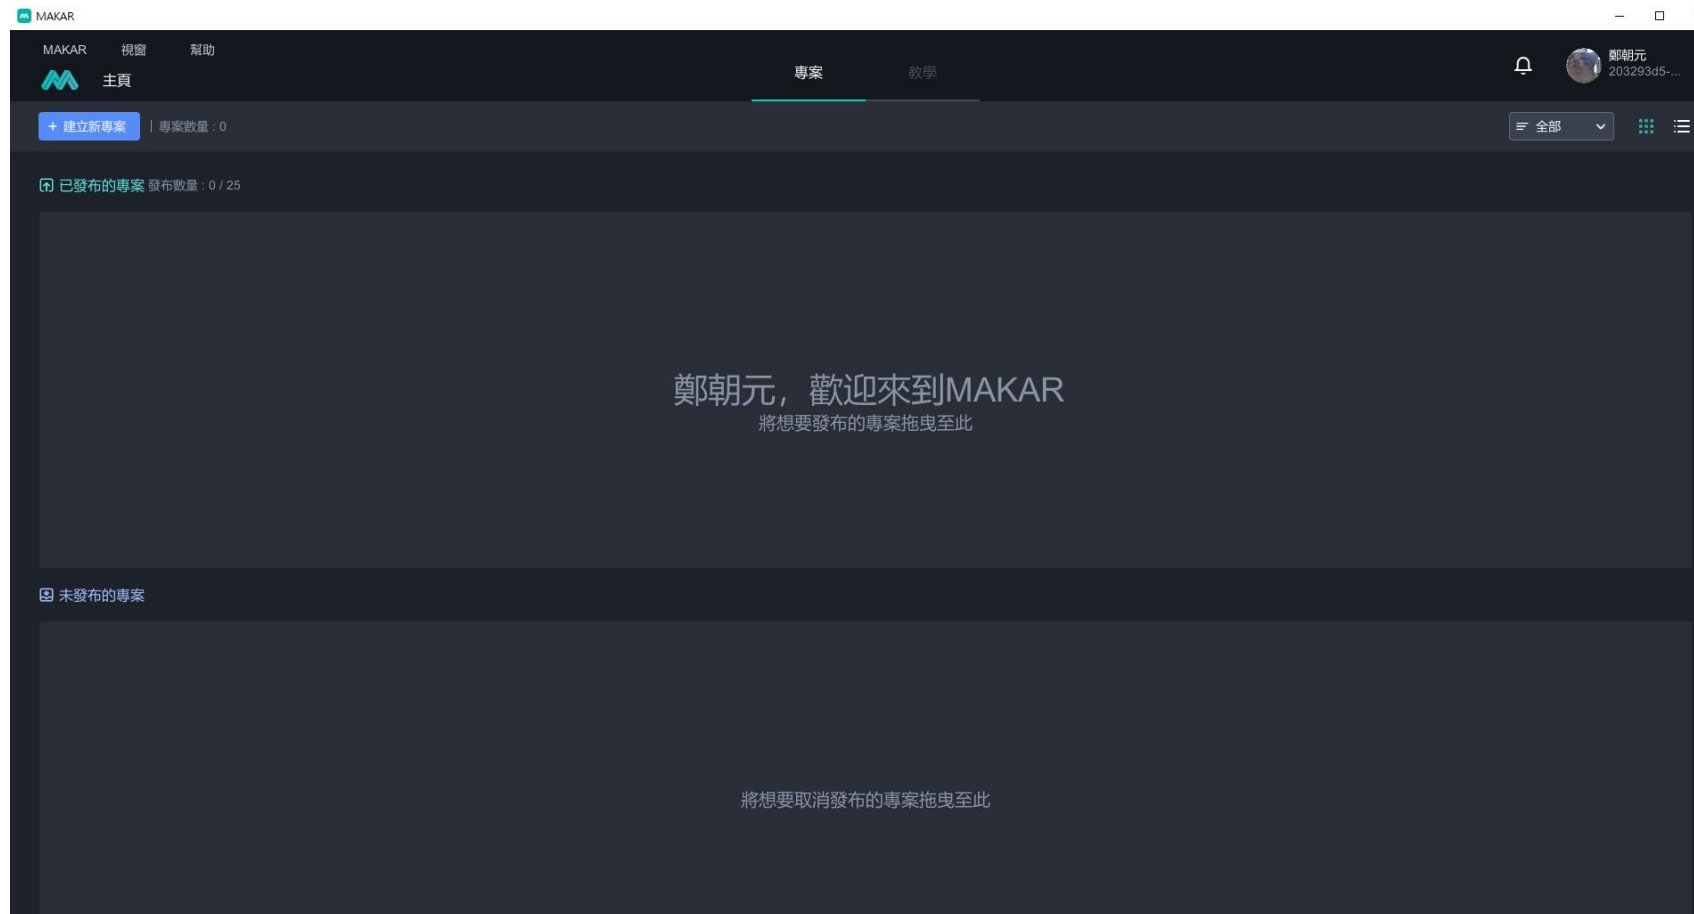 MAKAR
MAKAR 視窗 幫助
主頁
專案 教學
鄭朝元
203293d5-...
+ 建立新專案 | 專案數量 : 0
全部
已發布的專案 發布數量 : 0 / 25
鄭朝元，歡迎來到MAKAR
將想要發布的專案拖曳至此
未發布的專案
將想要取消發布的專案拖曳至此